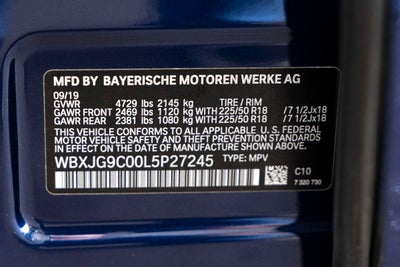 MFD BY BAYERISCHE MOTOREN WERKE AG
09/19
GVWR 4729 lbs 2145 kg TIRE / RIM
GAWR FRONT 2469 lbs 1120 kg WITH 225/50 R18 /7 1/2Jx18
GAWR REAR 2381 lbs 1080 kg WITH 225/50 R18 /7 1/2Jx18
THIS VEHICLE CONFORMS TO ALL APPLICABLE U.S. FEDERAL
MOTOR VEHICLE SAFETY, BUMPER, AND THEFT PREVENTION STANDARDS
IN EFFECT ON THE DATE OF MANUFACTURE SHOWN ABOVE.
WBXJG9C00L5P27245 TYPE: MPV
C10
7 320 730